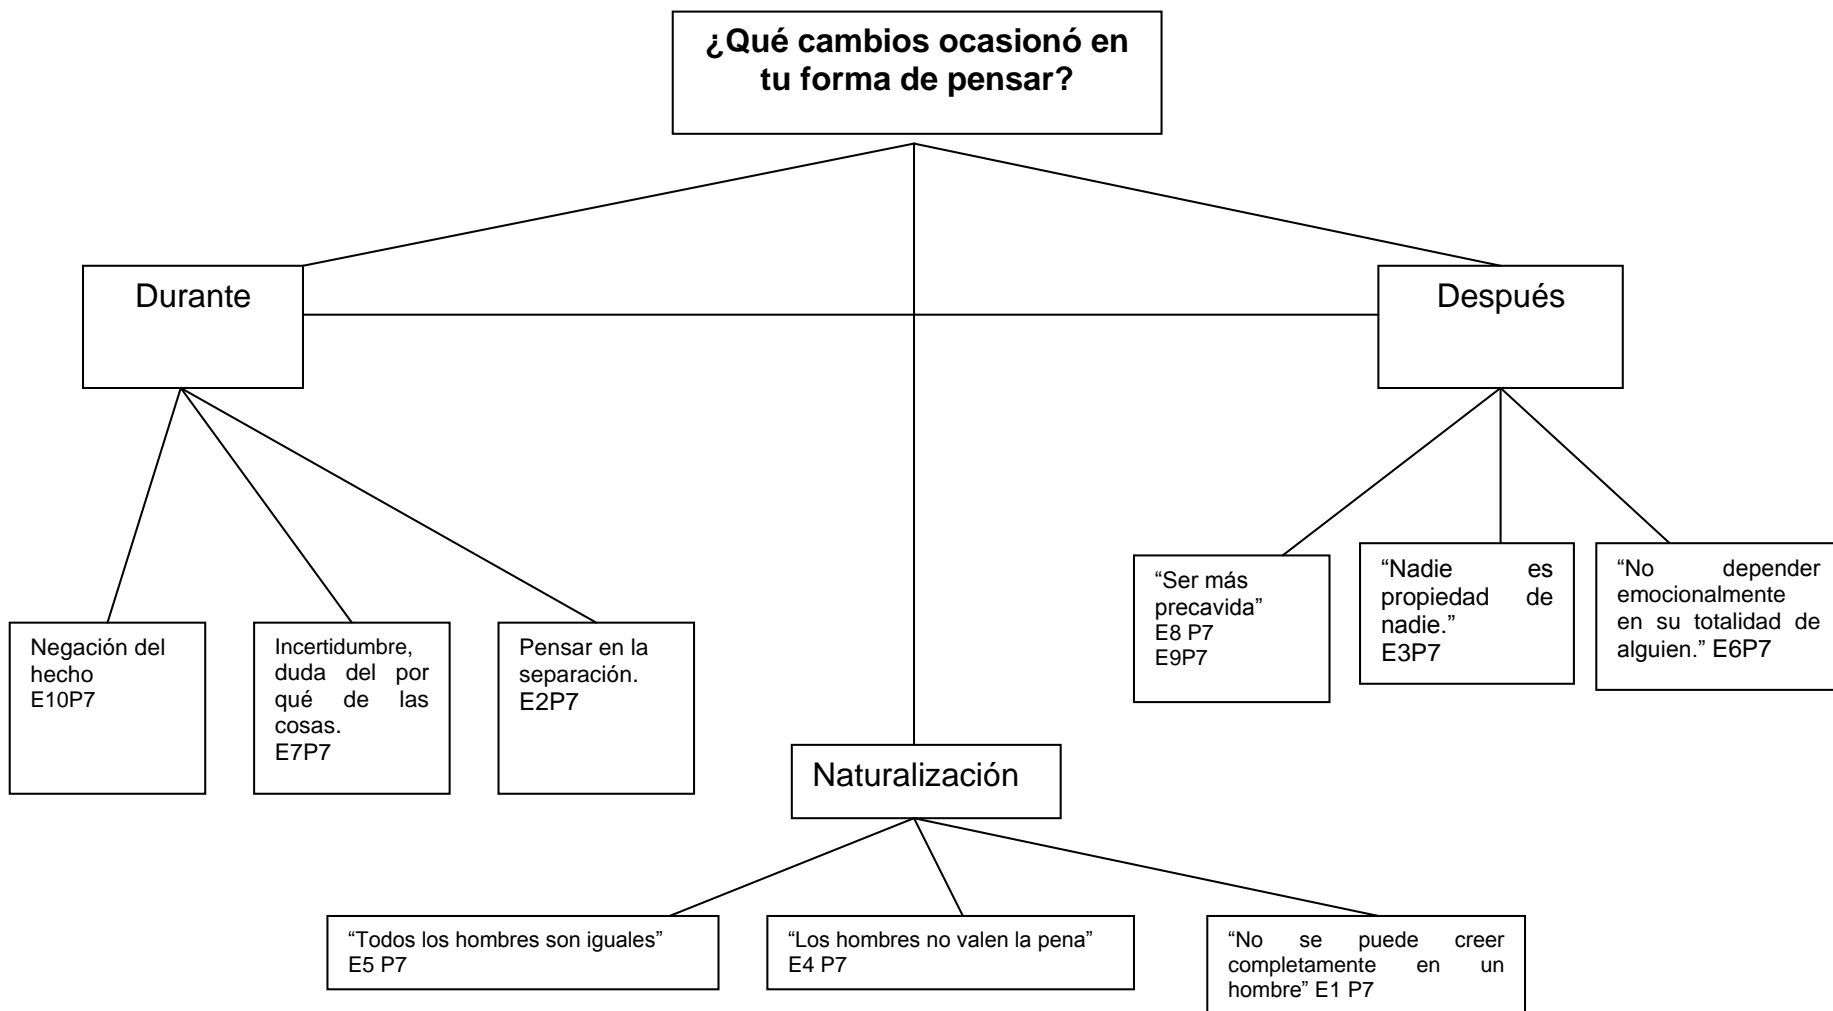 ¿Qué cambios ocasionó en
tu forma de pensar?
Durante
Después
Negación del
hecho
E10P7
Incertidumbre,
duda del por
qué de las
cosas.
E7P7
Pensar en la
separación.
E2P7
“Ser más
precavida”
E8 P7
E9P7
“Nadie es
propiedad de
nadie.”
E3P7
“No depender
emocionalmente
en su totalidad de
alguien.” E6P7
Naturalización
“Todos los hombres son iguales”
E5 P7
“Los hombres no valen la pena”
E4 P7
“No se puede creer
completamente en un
hombre” E1 P7